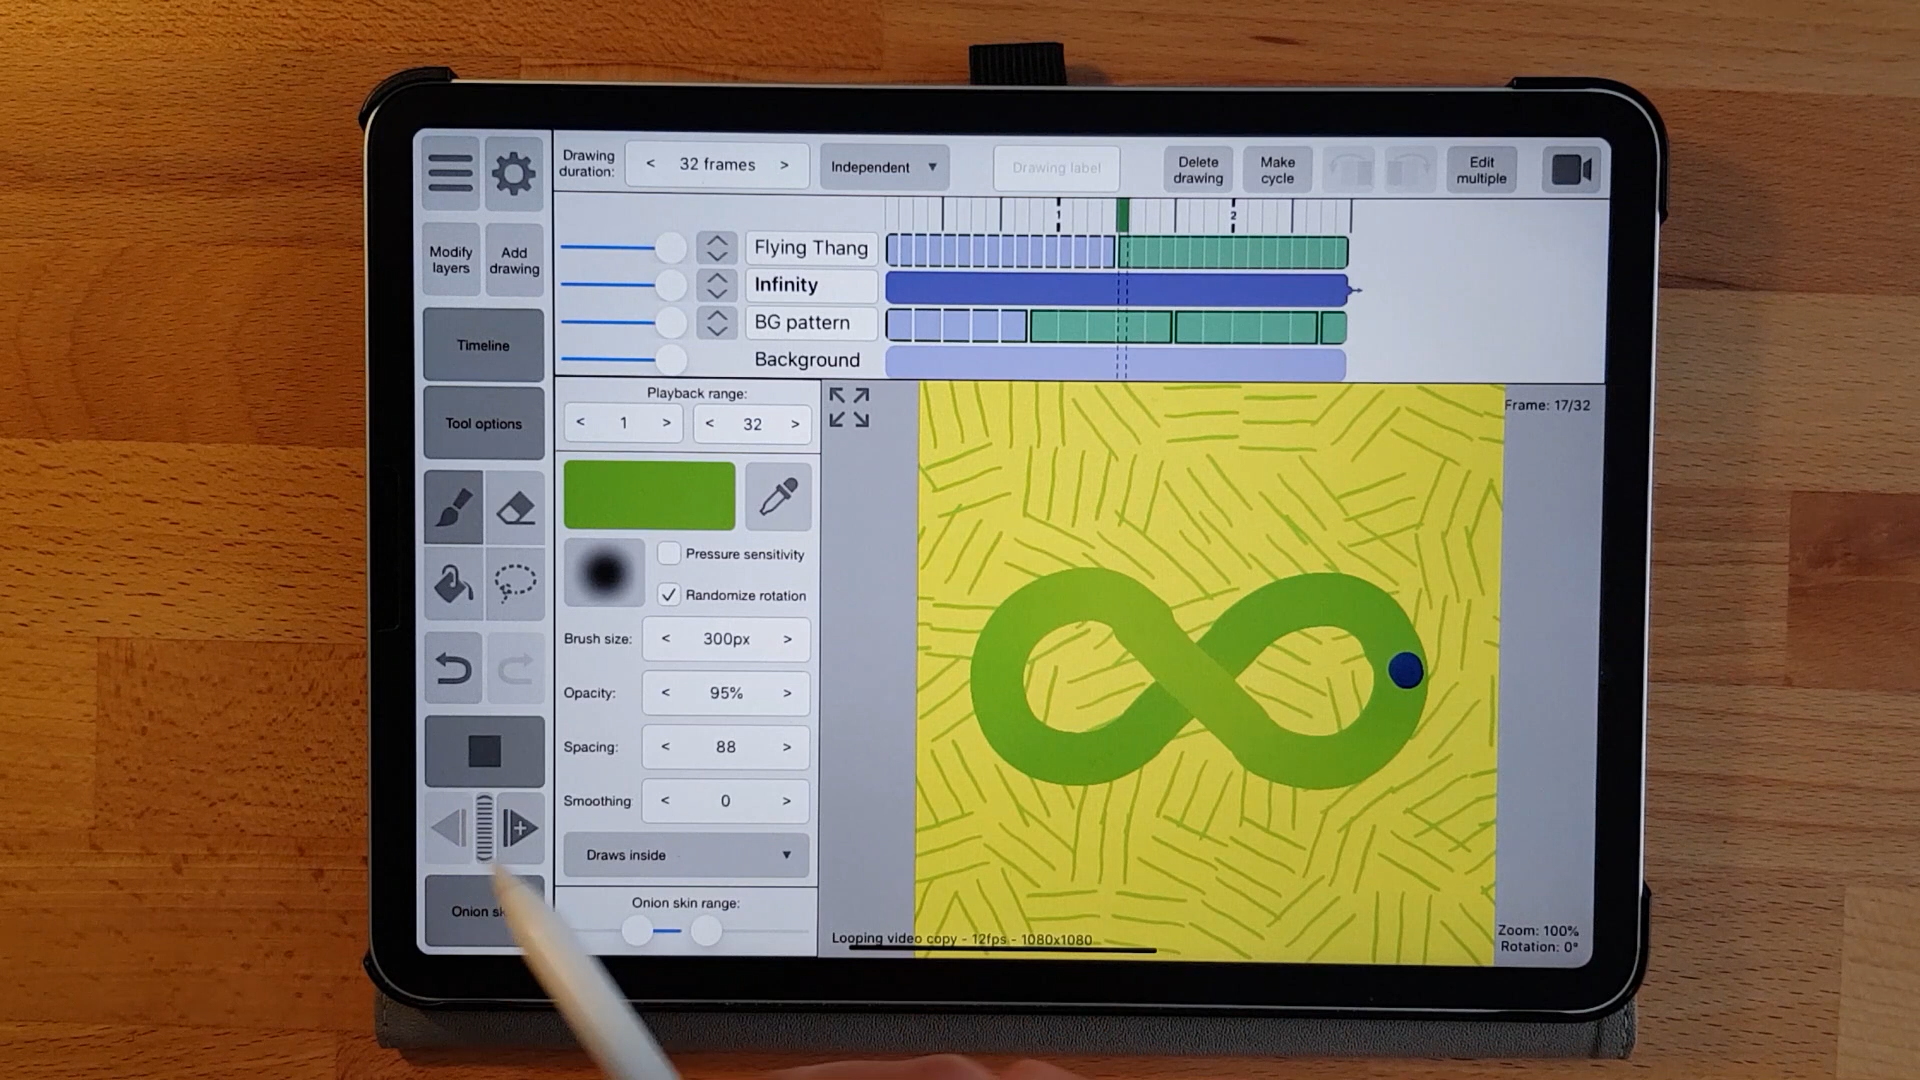 Drawing
duration:
< 32 frames >
Independent ▼
Drawing label
Delete
drawing
Make
cycle
Edit
multiple
1
2
Modify
layers
Add
drawing
Flying Thang
Infinity
BG pattern
Background
Timeline
Tool options
Playback range:
< 1 >
< 32 >
Frame: 17/32
Pressure sensitivity
Randomize rotation
Brush size:
< 300px >
Opacity:
< 95% >
Spacing:
< 88 >
Smoothing
< 0 >
Draws inside ▼
Onion
Onion skin range:
Looping video copy - 12fps - 1080x1080
Zoom: 100%
Rotation: 0°